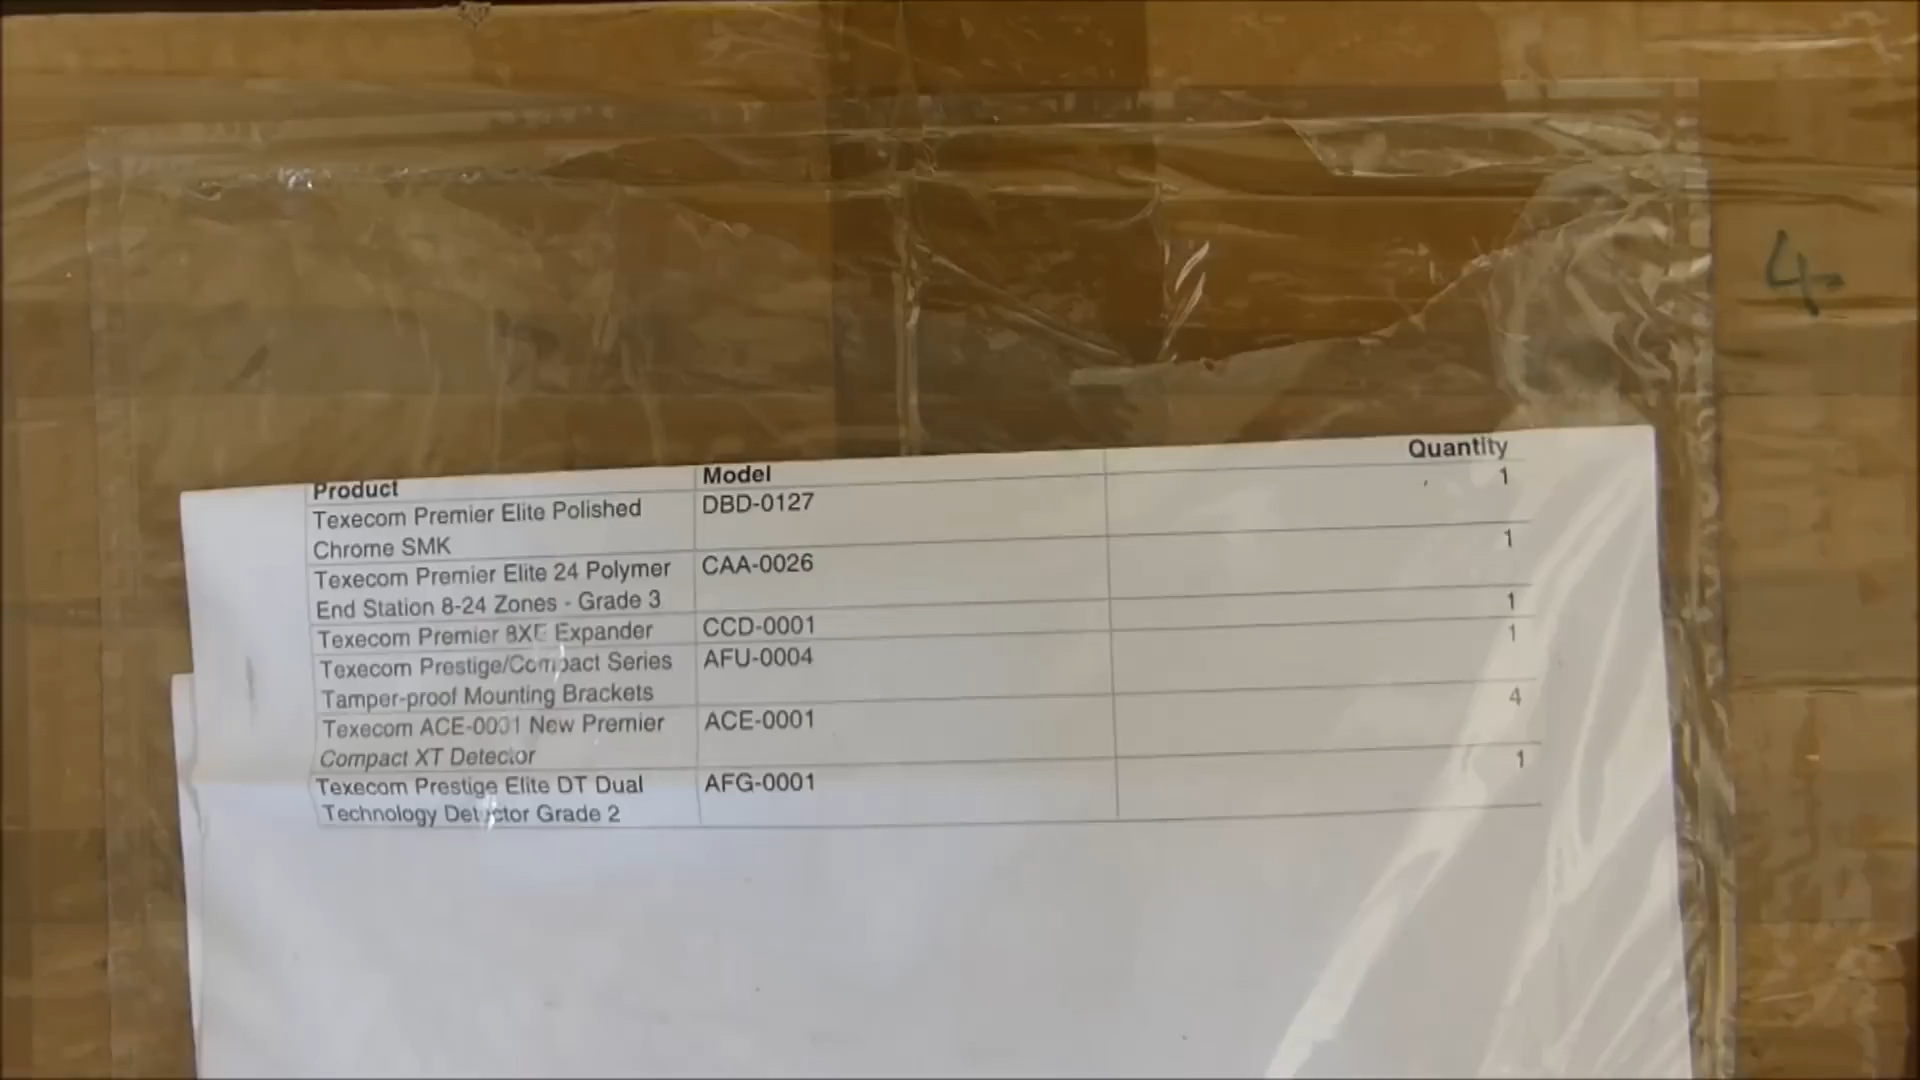 Product Model Quantity
Texecom Premier Elite Polished DBD-0127 1
Chrome SMK
Texecom Premier Elite 24 Polymer CAA-0026 1
End Station 8-24 Zones - Grade 3
Texecom Premier 8XE Expander CCD-0001 1
Texecom Prestige/Compact Series AFU-0004 1
Tamper-proof Mounting Brackets
Texecom ACE-0001 New Premier ACE-0001 4
Compact XT Detector
Texecom Prestige Elite DT Dual AFG-0001 1
Technology Detector Grade 2
4